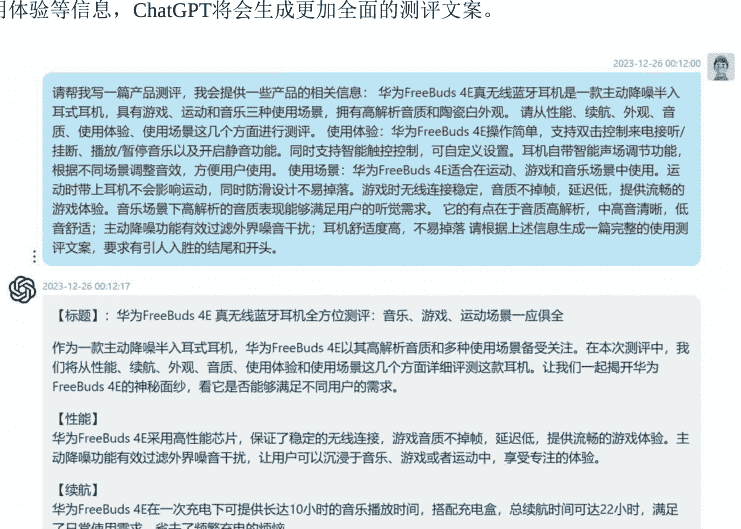 用体验等信息，ChatGPT将会生成更加全面的测评文案。
2023-12-26 00:12:00
请帮我写一篇产品测评，我会提供一些产品的相关信息： 华为FreeBuds 4E真无线蓝牙耳机是一款主动降噪半入
耳式耳机，具有游戏、运动和音乐三种使用场景，拥有高解析音质和陶瓷白外观。 请从性能、续航、外观、音
质、使用体验、使用场景这几个方面进行测评。 使用体验：华为FreeBuds 4E操作简单，支持双击控制来电接听/
挂断、播放/暂停音乐以及开启静音功能。同时支持智能触控控制，可自定义设置。耳机自带智能声场调节功能，
根据不同场景调整音效，方便用户使用。 使用场景：华为FreeBuds 4E适合在运动、游戏和音乐场景中使用。运
动时带上耳机不会影响运动，同时防滑设计不易掉落。游戏时无线连接稳定，音质不掉帧，延迟低，提供流畅的
游戏体验。音乐场景下高解析的音质表现能够满足用户的听觉需求。 它的有点在于音质高解析，中高音清晰，低
音舒适；主动降噪功能有效过滤外界噪音干扰；耳机舒适度高，不易掉落 请根据上述信息生成一篇完整的使用测
评文案，要求有引人入胜的结尾和开头。
2023-12-26 00:12:17
【标题】：华为FreeBuds 4E 真无线蓝牙耳机全方位测评：音乐、游戏、运动场景一应俱全
作为一款主动降噪半入耳式耳机，华为FreeBuds 4E以其高解析音质和多种使用场景备受关注。在本次测评中，我
们将从性能、续航、外观、音质、使用体验和使用场景这几个方面详细评测这款耳机。让我们一起揭开华为
FreeBuds 4E的神秘面纱，看它是否能够满足不同用户的需求。
【性能】
华为FreeBuds 4E采用高性能芯片，保证了稳定的无线连接，游戏音质不掉帧，延迟低，提供流畅的游戏体验。主
动降噪功能有效过滤外界噪音干扰，让用户可以沉浸于音乐、游戏或者运动中，享受专注的体验。
【续航】
华为FreeBuds 4E在一次充电下可提供长达10小时的音乐播放时间，搭配充电盒，总续航时间可达22小时，满足
了日常使用需求，省去了频繁充电的烦恼。